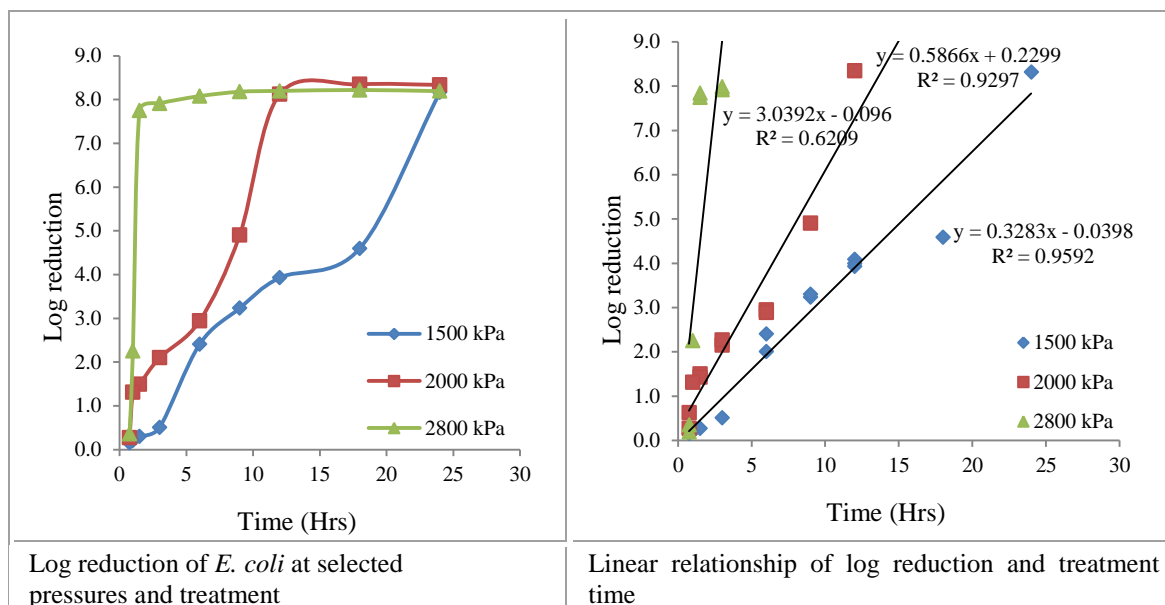 9.0
8.0
7.0
6.0
5.0
4.0
3.0
2.0
1.0
0.0
Log reduction
0 5 10 15 20 25 30
Time (Hrs)
1500 kPa
2000 kPa
2800 kPa
Log reduction of E. coli at selected
pressures and treatment
9.0
8.0
7.0
6.0
5.0
4.0
3.0
2.0
1.0
0.0
Log reduction
y = 0.5866x + 0.2299
R² = 0.9297
y = 3.0392x - 0.096
R² = 0.6209
y = 0.3283x - 0.0398
R² = 0.9592
1500 kPa
2000 kPa
2800 kPa
0 5 10 15 20 25 30
Time (Hrs)
Linear relationship of log reduction and treatment
time